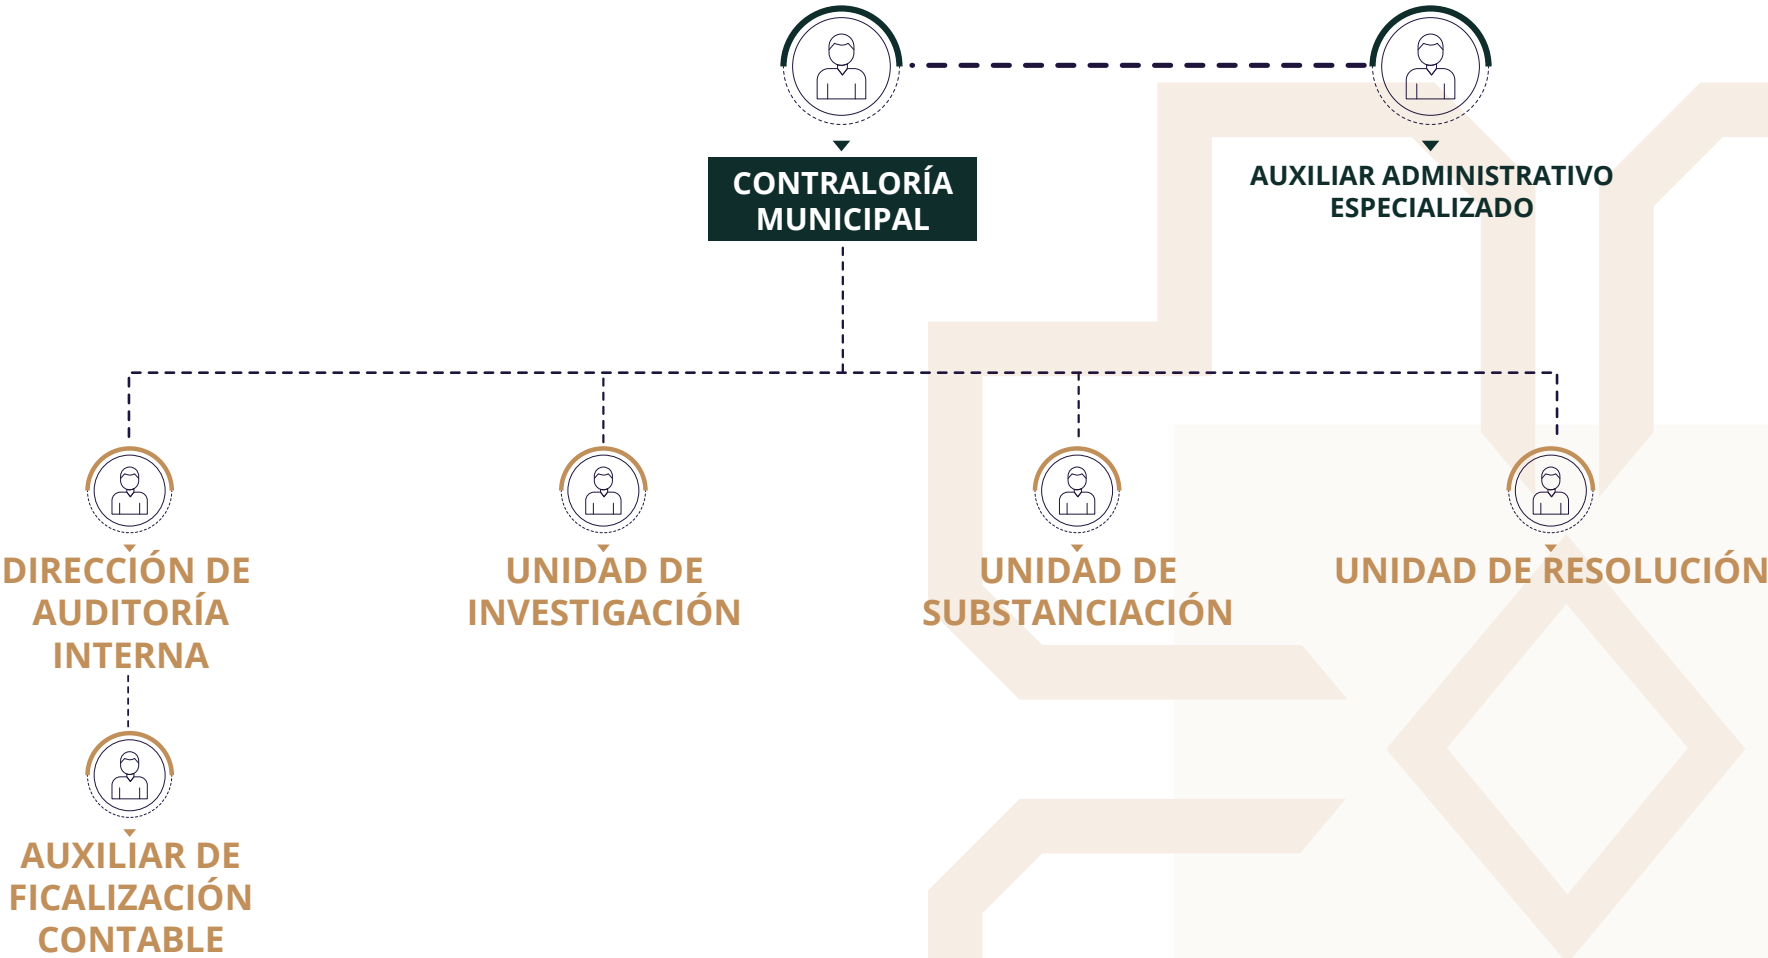 CONTRALORÍA
MUNICIPAL
AUXILIAR ADMINISTRATIVO
ESPECIALIZADO
DIRECCIÓN DE
AUDITORÍA
INTERNA
UNIDAD DE
INVESTIGACIÓN
UNIDAD DE
SUBSTANCIACIÓN
UNIDAD DE RESOLUCIÓN
AUXILIAR DE
FICALIZACIÓN
CONTABLE